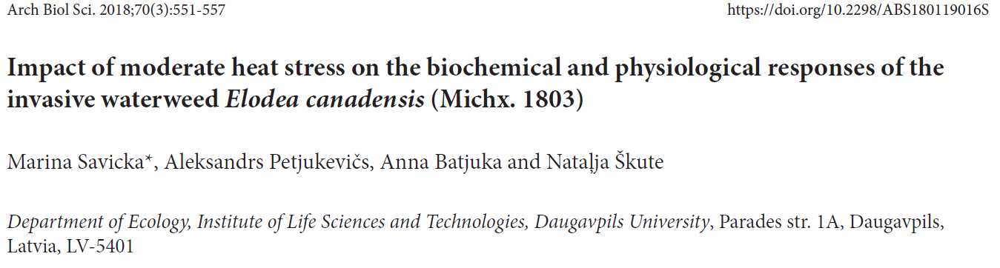 Arch Biol Sci. 2018;70(3):551-557 https://doi.org/10.2298/ABS180119016S
Impact of moderate heat stress on the biochemical and physiological responses of the
invasive waterweed Elodea canadensis (Michx. 1803)
Marina Savicka*, Aleksandrs Petjukevičs, Anna Batjuka and Nataļja Škute
Department of Ecology, Institute of Life Sciences and Technologies, Daugavpils University, Parades str. 1A, Daugavpils,
Latvia, LV-5401